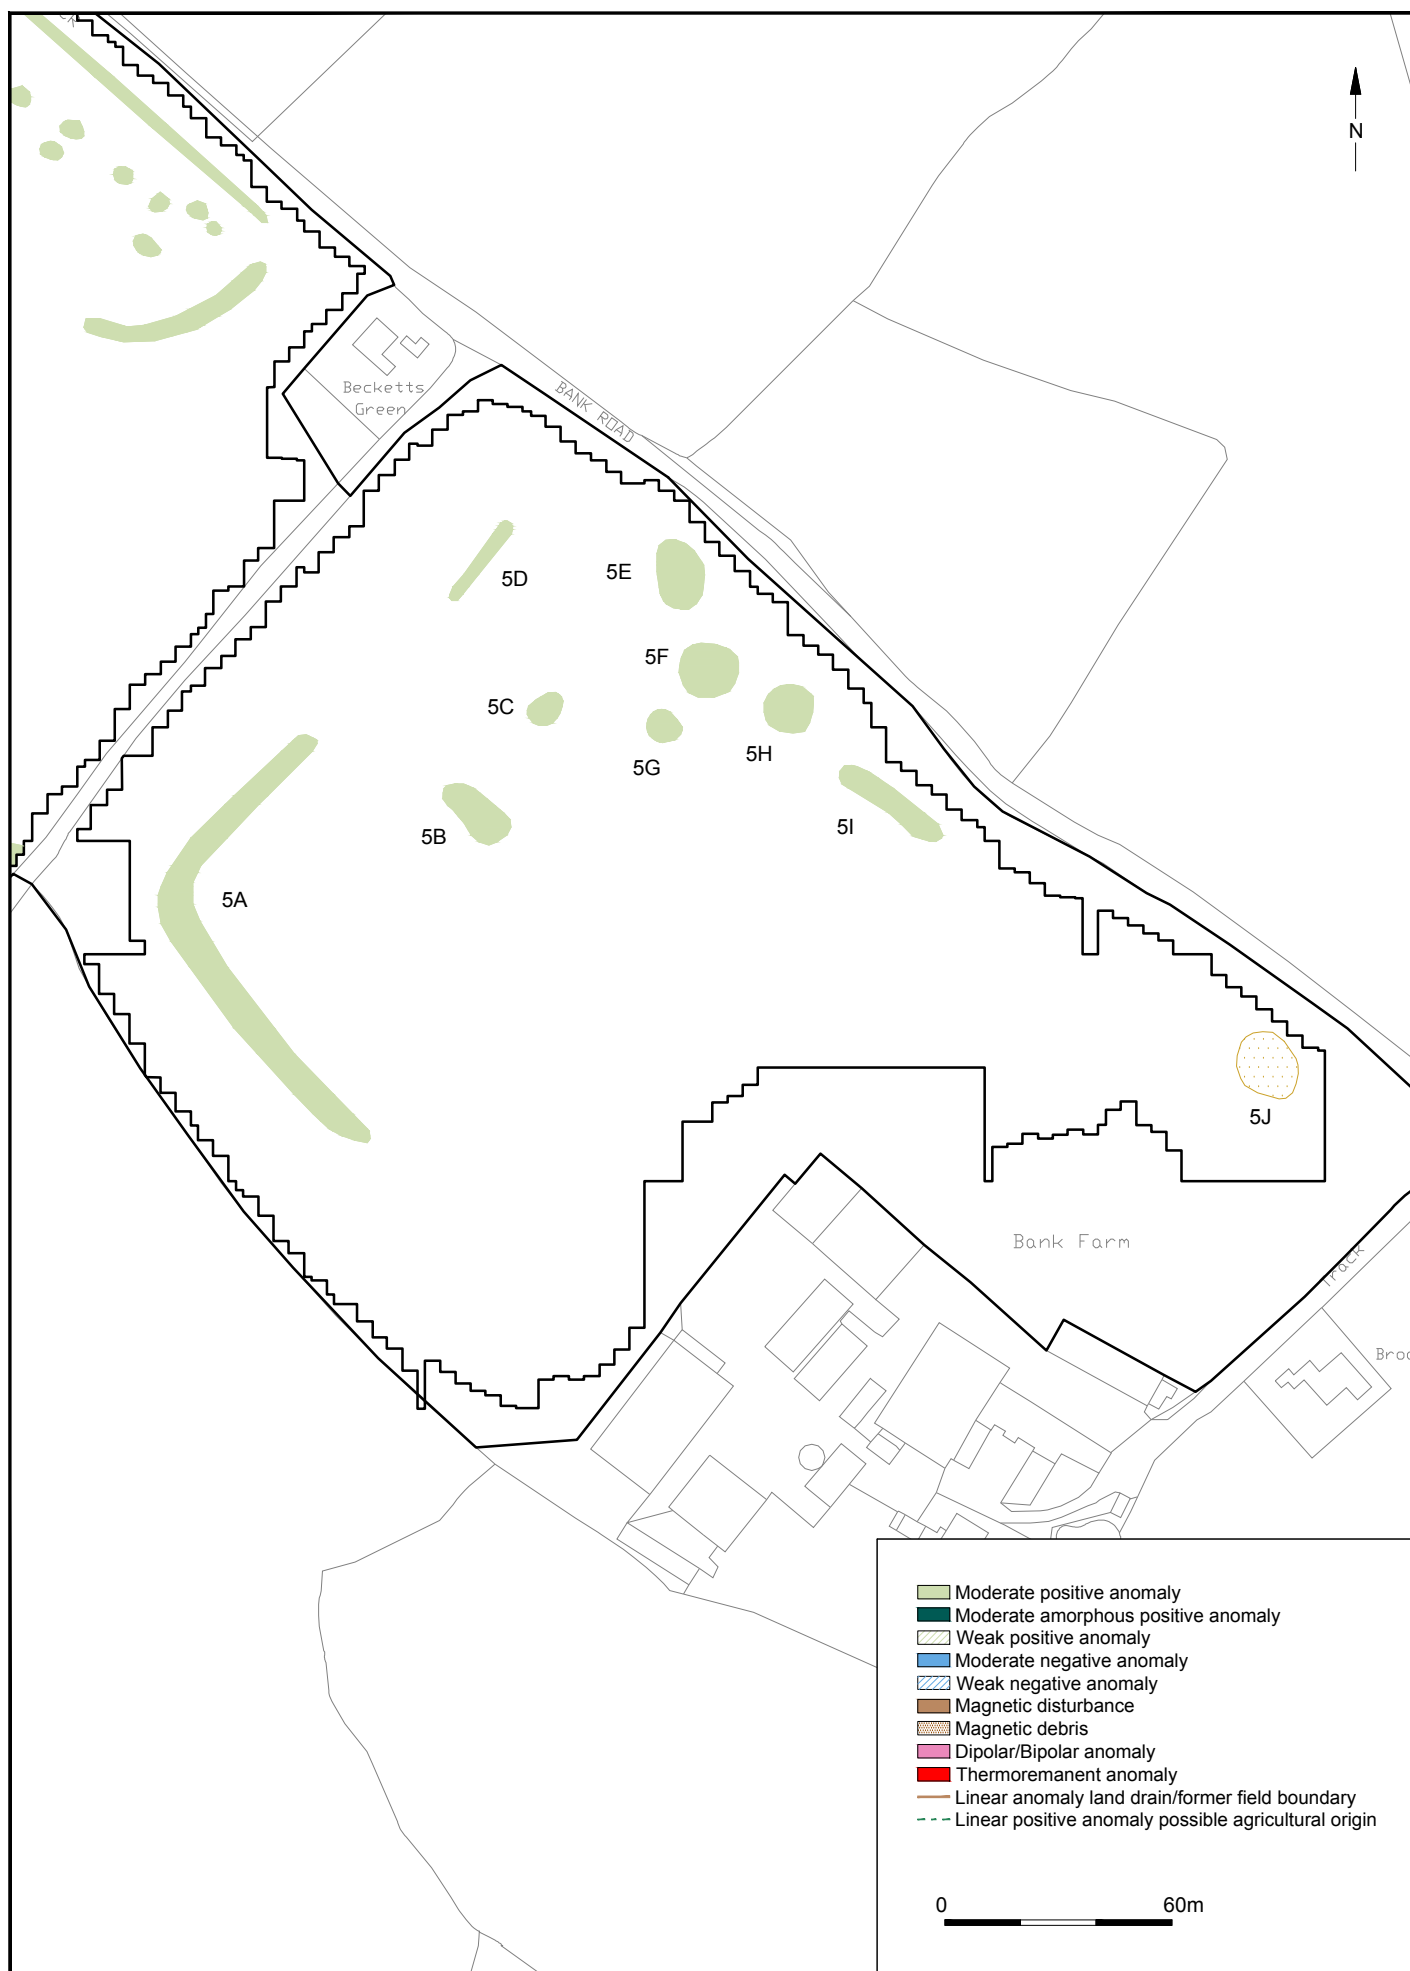 N
Becketts
Green
BANK ROAD
5D
5E
5F
5C
5G
5H
5I
5B
5A
5J
Bank Farm
Track
Moderate positive anomaly
Moderate amorphous positive anomaly
Weak positive anomaly
Moderate negative anomaly
Weak negative anomaly
Magnetic disturbance
Magnetic debris
Dipolar/Bipolar anomaly
Thermoremanent anomaly
Linear anomaly land drain/former field boundary
Linear positive anomaly possible agricultural origin
0 60m